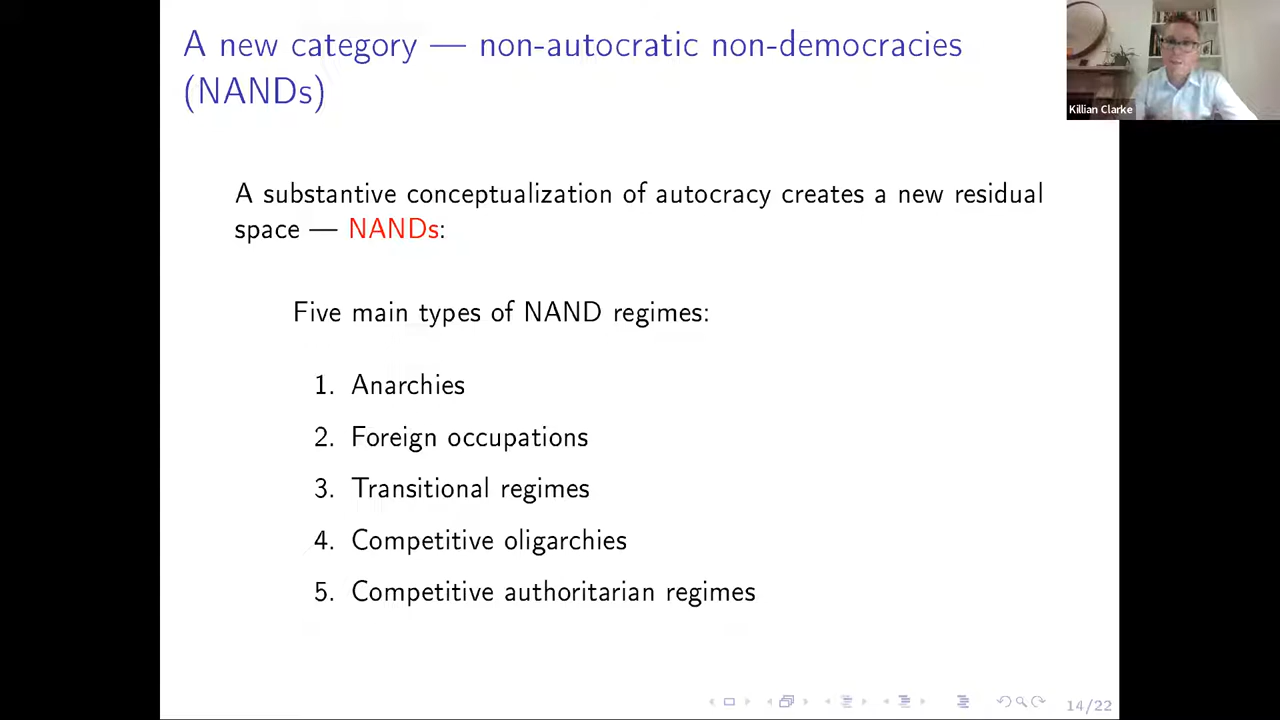 A new category — non-autocratic non-democracies
(NANDs)
Killian Clarke
A substantive conceptualization of autocracy creates a new residual
space — NANDs:
Five main types of NAND regimes:
1. Anarchies
2. Foreign occupations
3. Transitional regimes
4. Competitive oligarchies
5. Competitive authoritarian regimes
14/22